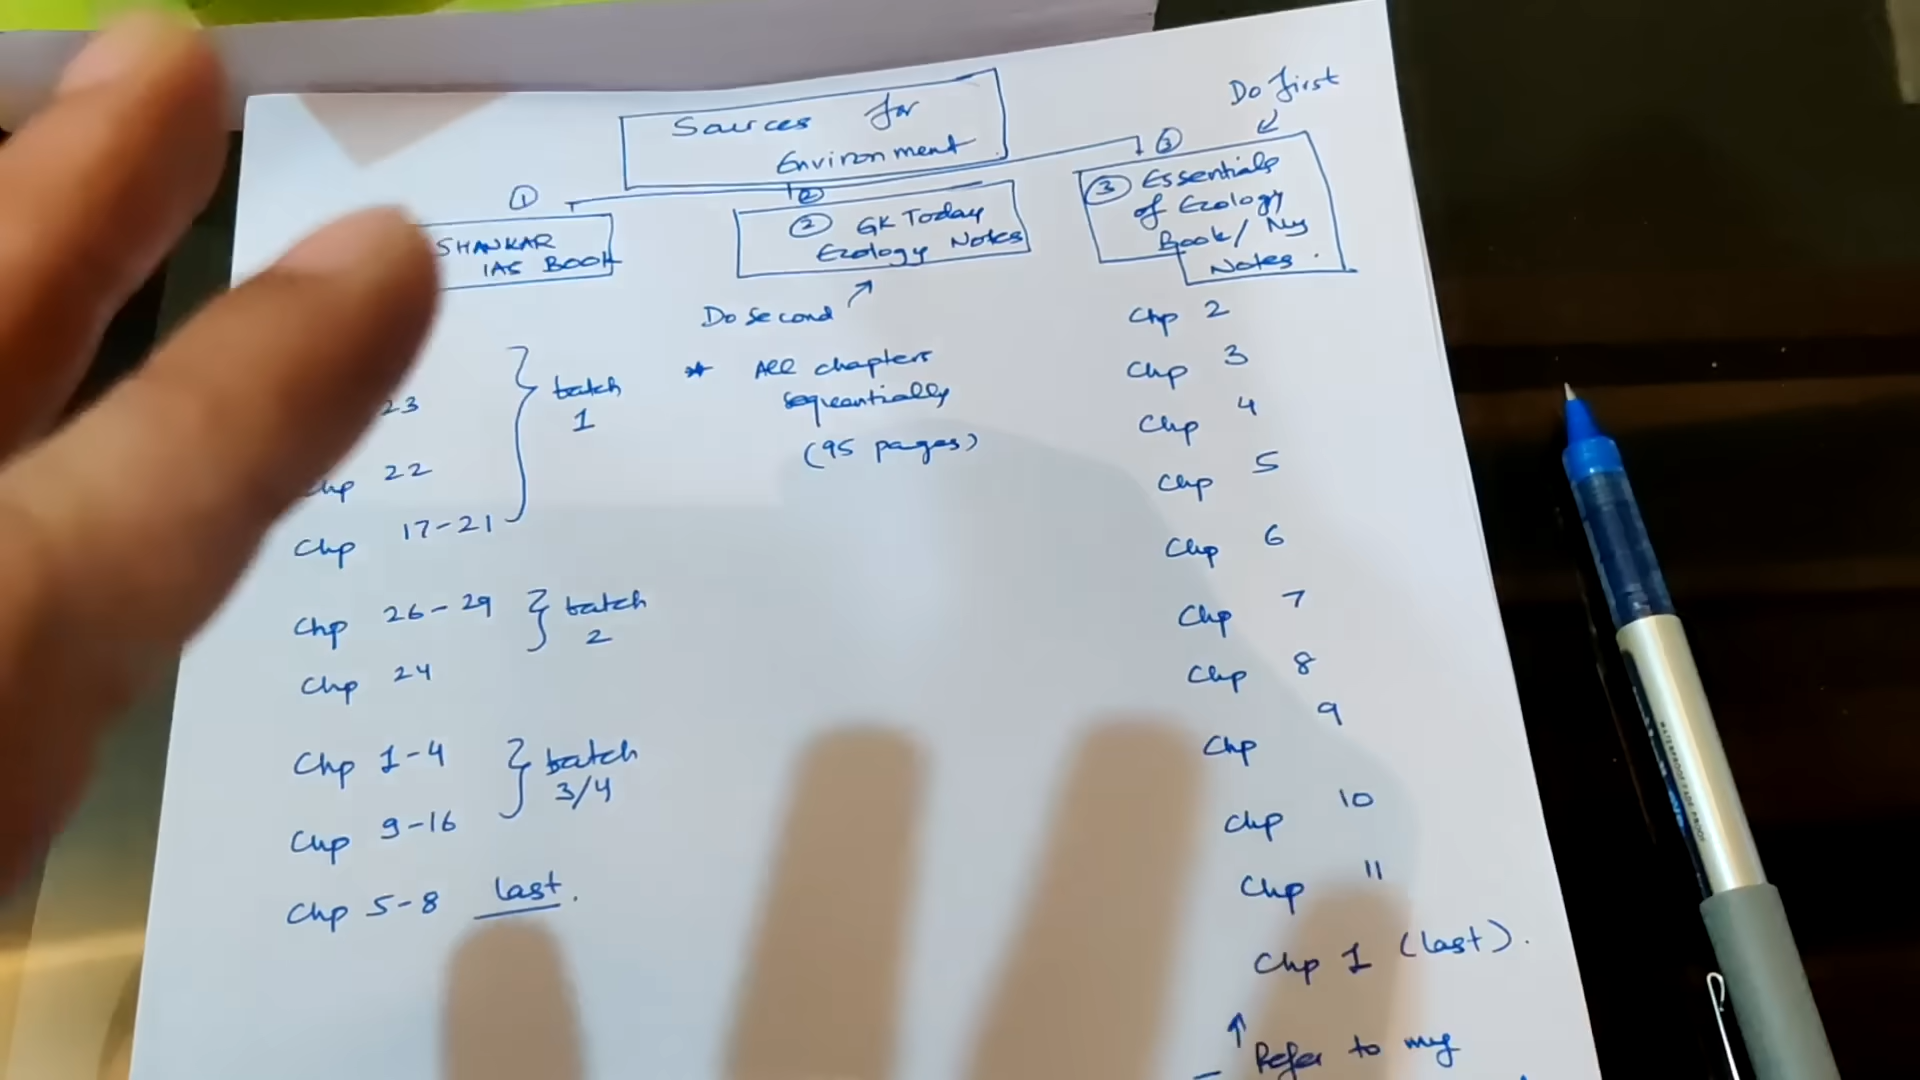 Sources for
Environment
Do first
①
②
③
SHANKAR
IAS BOOK
② GK Today
Ecology Notes
③ Essentials
of Ecology
Book / My
Notes.
Do second
23
Chp 22
Chp 17-21
batch
1
Chp 26-29
batch
2
Chp 24
Chp 1-4
Chp 9-16
batch
3/4
Chp 5-8 last.
* All chapters
sequentially
(95 pages)
Chp 2
Chp 3
Chp 4
Chp 5
Chp 6
Chp 7
Chp 8
Chp 9
Chp 10
Chp 11
Chp 1 (last).
Refer to my